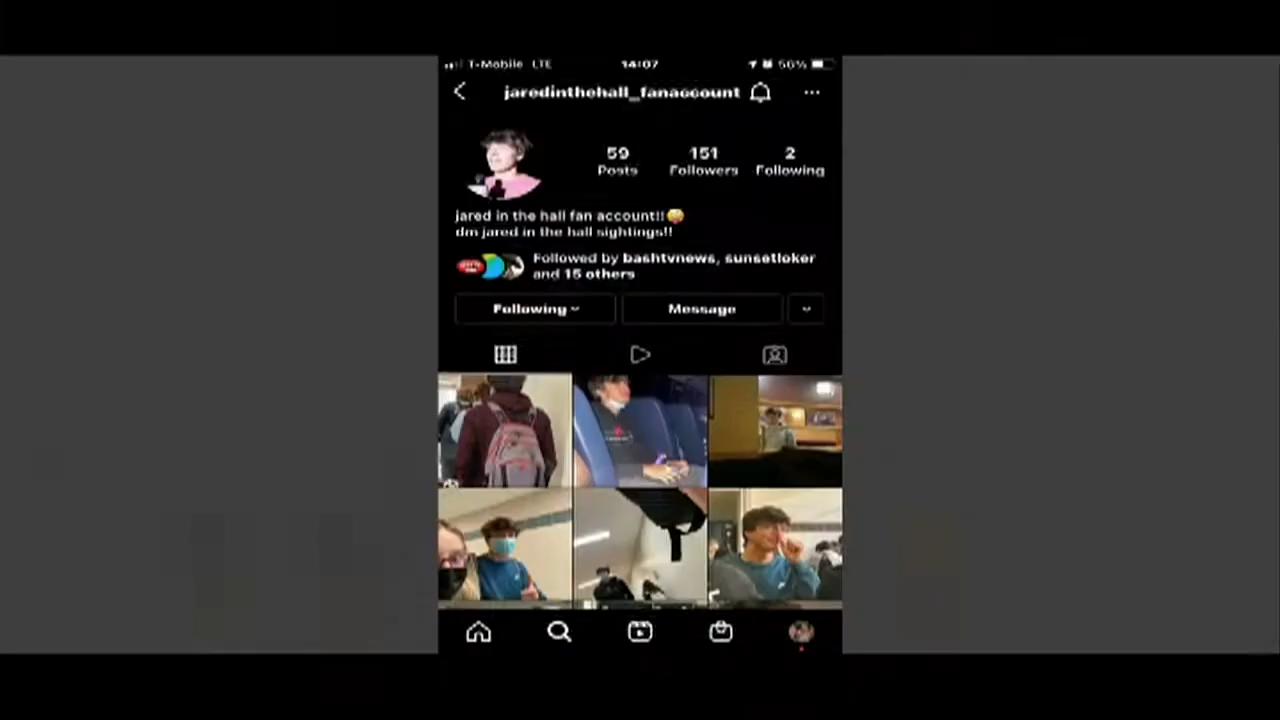 T-Mobile LTE 14:07 56%
jaredinthehall_fanaccount
59 151 2
Posts Followers Following
jared in the hall fan account!!😜
dm jared in the hall sightings!!
Followed by bashtvnews, sunsetloker
and 15 others
Following Message